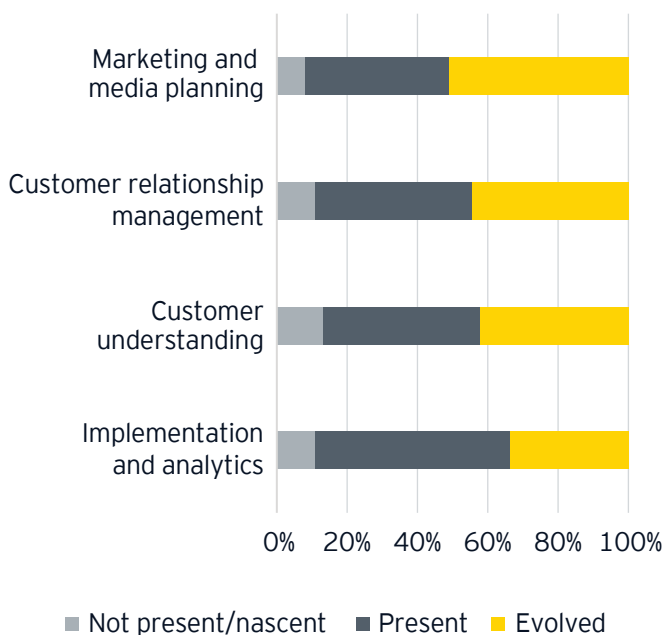 Marketing and
media planning
Customer relationship
management
Customer
understanding
Implementation
and analytics
0% 20% 40% 60% 80% 100%
Not present/nascent Present Evolved